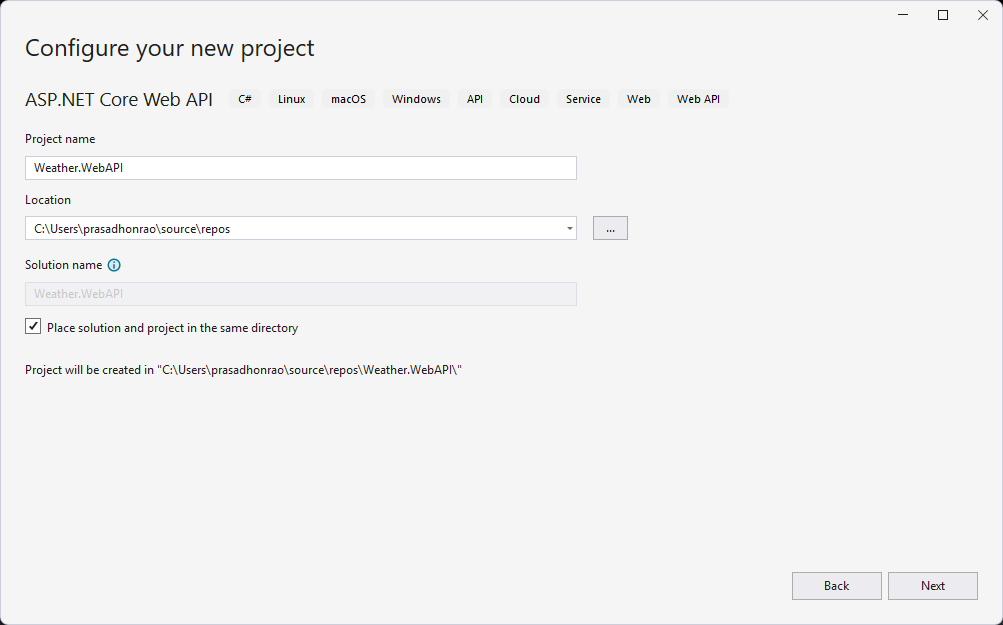 Configure your new project
ASP.NET Core Web API C# Linux macOS Windows API Cloud Service Web Web API
Project name
Weather.WebAPI
Location
C:\Users\prasadhonrao\source\repos
...
Solution name
Weather.WebAPI
Place solution and project in the same directory
Project will be created in "C:\Users\prasadhonrao\source\repos\Weather.WebAPI\"
Back Next